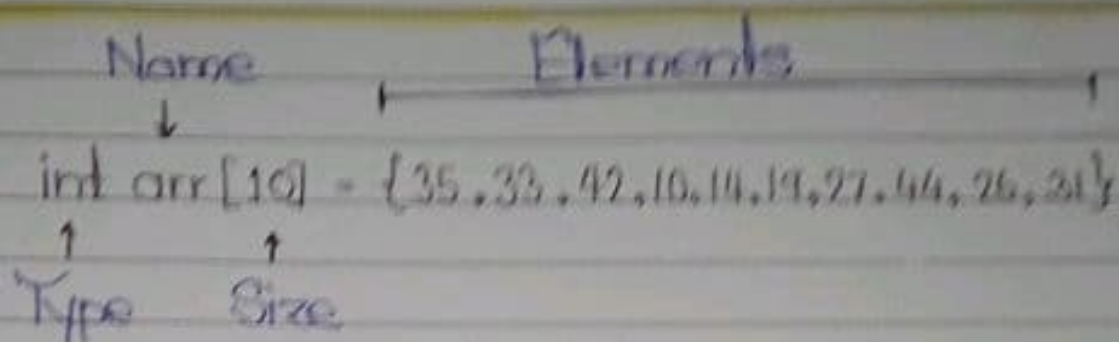 Name Elements
int arr [10] = {35, 33, 42, 10, 14, 19, 27, 44, 26, 31}
Type Size